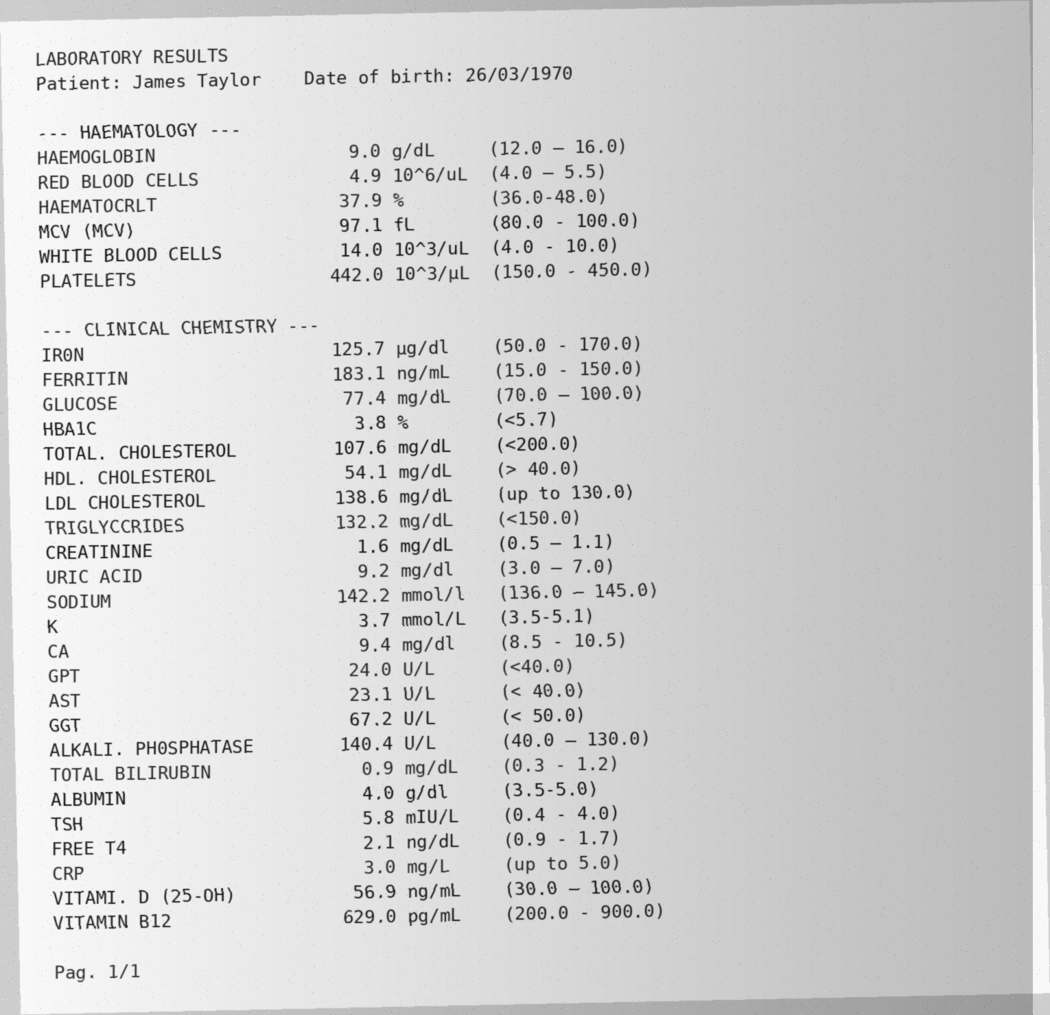 LABORATORY RESULTS
Patient: James Taylor    Date of birth: 26/03/1970
--- HAEMATOLOGY ---
HAEMOGLOBIN 9.0 g/dL (12.0 – 16.0)
RED BLOOD CELLS 4.9 10^6/uL (4.0 – 5.5)
HAEMATOCRLT 37.9 % (36.0-48.0)
MCV (MCV) 97.1 fL (80.0 - 100.0)
WHITE BLOOD CELLS 14.0 10^3/uL (4.0 - 10.0)
PLATELETS 442.0 10^3/µL (150.0 - 450.0)
--- CLINICAL CHEMISTRY ---
IR0N 125.7 µg/dl (50.0 - 170.0)
FERRITIN 183.1 ng/mL (15.0 - 150.0)
GLUCOSE 77.4 mg/dL (70.0 – 100.0)
HBA1C 3.8 % (<5.7)
TOTAL. CHOLESTEROL 107.6 mg/dL (<200.0)
HDL. CHOLESTEROL 54.1 mg/dL (> 40.0)
LDL CHOLESTEROL 138.6 mg/dL (up to 130.0)
TRIGLYCCRIDES 132.2 mg/dL (<150.0)
CREATININE 1.6 mg/dL (0.5 – 1.1)
URIC ACID 9.2 mg/dl (3.0 – 7.0)
SODIUM 142.2 mmol/l (136.0 – 145.0)
K 3.7 mmol/L (3.5-5.1)
CA 9.4 mg/dl (8.5 - 10.5)
GPT 24.0 U/L (<40.0)
AST 23.1 U/L (< 40.0)
GGT 67.2 U/L (< 50.0)
ALKALI. PH0SPHATASE 140.4 U/L (40.0 – 130.0)
TOTAL BILIRUBIN 0.9 mg/dL (0.3 - 1.2)
ALBUMIN 4.0 g/dl (3.5-5.0)
TSH 5.8 mIU/L (0.4 - 4.0)
FREE T4 2.1 ng/dL (0.9 - 1.7)
CRP 3.0 mg/L (up to 5.0)
VITAMI. D (25-OH) 56.9 ng/mL (30.0 – 100.0)
VITAMIN B12 629.0 pg/mL (200.0 - 900.0)
Pag. 1/1